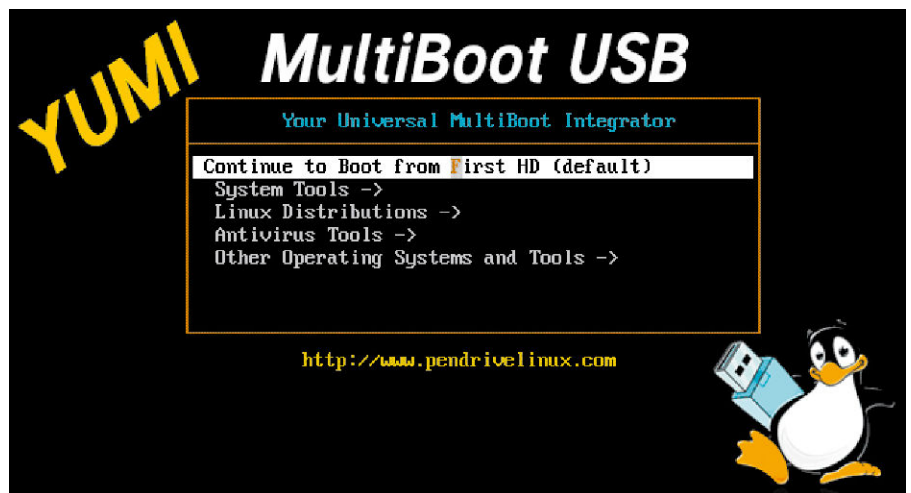 YUMI MultiBoot USB
Your Universal MultiBoot Integrator
Continue to Boot from First HD (default)
System Tools ->
Linux Distributions ->
Antivirus Tools ->
Other Operating Systems and Tools ->
http://www.pendrivelinux.com